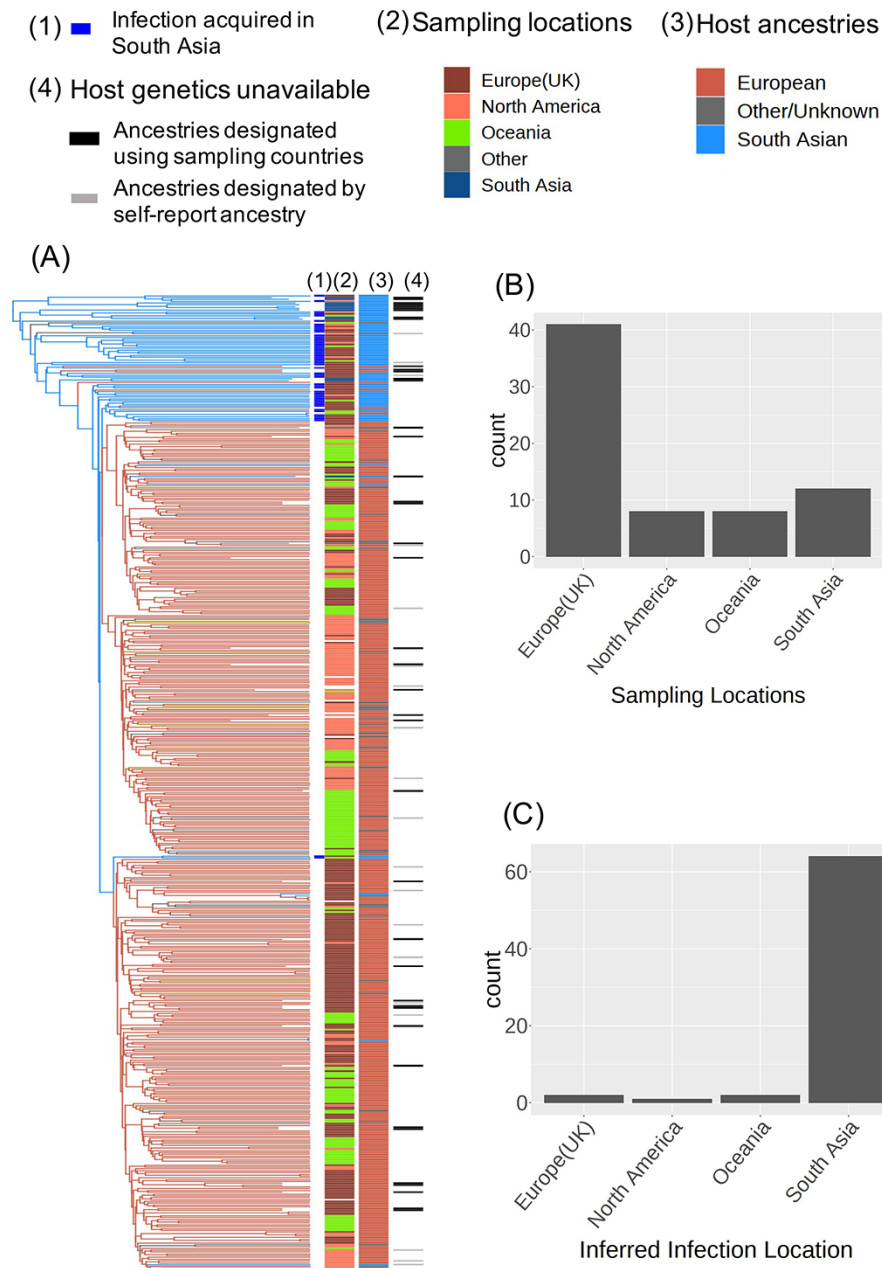 (1) Infection acquired in
South Asia
(2) Sampling locations
Europe(UK)
North America
Oceania
Other
South Asia
(3) Host ancestries
European
Other/Unknown
South Asian
(4) Host genetics unavailable
Ancestries designated
using sampling countries
Ancestries designated by
self-report ancestry
(A)
(1) (2) (3) (4)
(B)
40
30
20
10
0
count
Europe(UK)
North America
Oceania
South Asia
Sampling Locations
(C)
60
40
20
0
count
Europe(UK)
North America
Oceania
South Asia
Inferred Infection Location